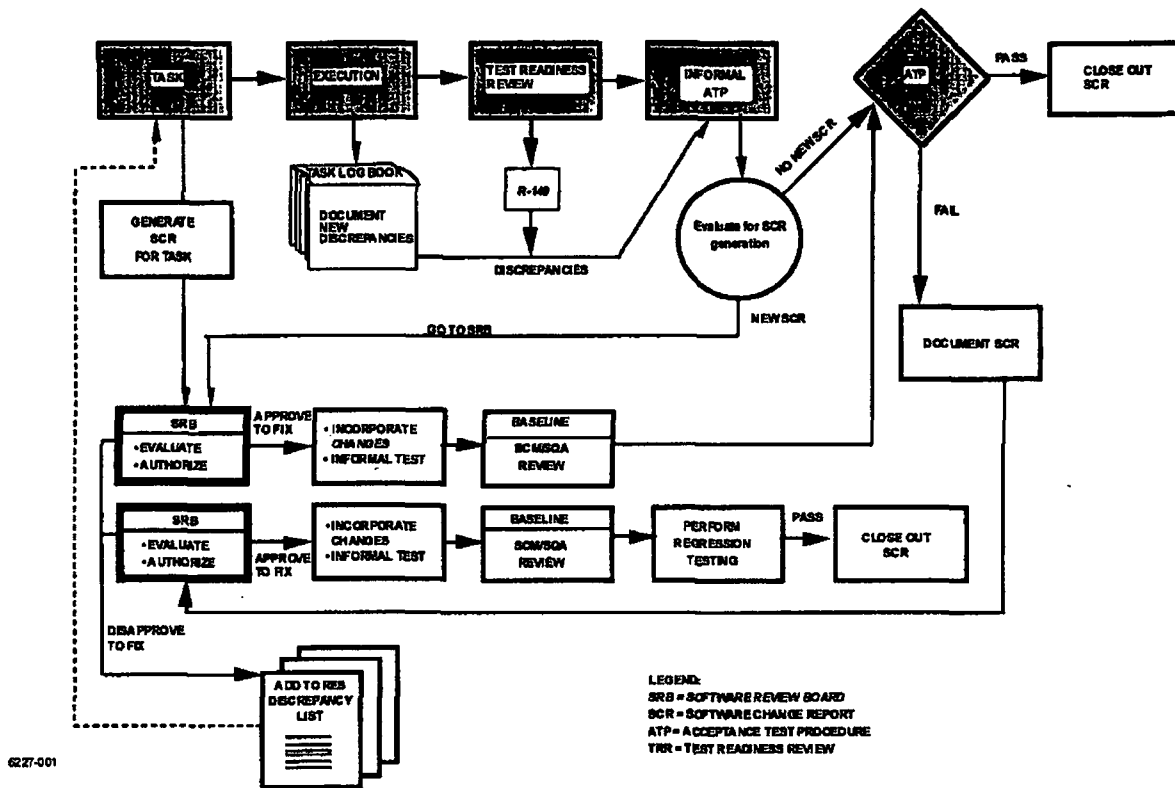 TASK
EXECUTION
TEST READINESS
REVIEW
INFORMAL
ATP
ATP
PASS
CLOSE OUT
SCR
NO NEW SCR
FAIL
GENERATE
SCR
FOR TASK
TASK LOG BOOK
DOCUMENT
NEW
DISCREPANCIES
DISCREPANCIES
Evaluate for SCR
generation
GO TO SRB
NEW SCR
DOCUMENT SCR
SRB
•EVALUATE
•AUTHORIZE
APPROVE
TO FIX
•INCORPORATE
CHANGES
•INFORMAL TEST
BASELINE
SCM/SQA
REVIEW
SRB
•EVALUATE
•AUTHORIZE
APPROVE
TO FIX
•INCORPORATE
CHANGES
•INFORMAL TEST
BASELINE
SCM/SQA
REVIEW
PERFORM
REGRESSION
TESTING
PASS
CLOSE OUT
SCR
DISAPPROVE
TO FIX
ADD TO
DISCREPANCY
LIST
LEGEND:
SRB = SOFTWARE REVIEW BOARD
SCR = SOFTWARE CHANGE REPORT
ATP = ACCEPTANCE TEST PROCEDURE
TRR = TEST READINESS REVIEW
6227-001